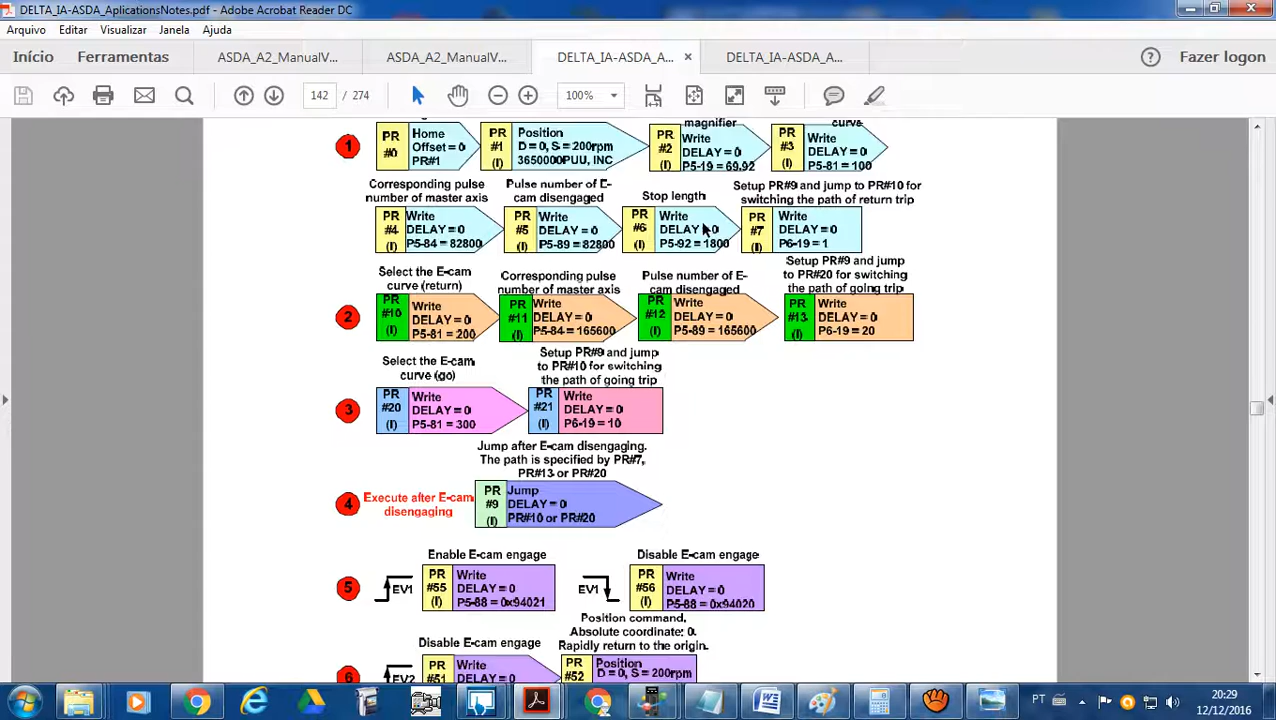 DELTA_IA-ASDA_AplicationsNotes.pdf - Adobe Acrobat Reader DC
Arquivo Editar Visualizar Janela Ajuda
Início Ferramentas ASDA_A2_ManualV... ASDA_A2_ManualV... DELTA_IA-ASDA_A... × DELTA_IA-ASDA_A... ? Fazer logon
142 / 274 100%
magnifier
curve
1
PR #0 Home Offset = 0 PR#1
PR #1 (I) Position D = 0, S = 200rpm 3650000PUU, INC
PR #2 (I) Write DELAY = 0 P5-19 = 69.92
PR #3 (I) Write DELAY = 0 P5-81 = 100
Corresponding pulse number of master axis
PR #4 (I) Write DELAY = 0 P5-84 = 82800
Pulse number of E-cam disengaged
PR #5 (I) Write DELAY = 0 P5-89 = 82800
Stop length
PR #6 (I) Write DELAY = 0 P5-92 = 1800
Setup PR#9 and jump to PR#10 for switching the path of return trip
PR #7 (I) Write DELAY = 0 P6-19 = 1
2
Select the E-cam curve (return)
PR #10 (I) Write DELAY = 0 P5-81 = 200
Corresponding pulse number of master axis
PR #11 (I) Write DELAY = 0 P5-84 = 165600
Pulse number of E-cam disengaged
PR #12 (I) Write DELAY = 0 P5-89 = 165600
Setup PR#9 and jump to PR#20 for switching the path of going trip
PR #13 (I) Write DELAY = 0 P6-19 = 20
3
Select the E-cam curve (go)
PR #20 (I) Write DELAY = 0 P5-81 = 300
Setup PR#9 and jump to PR#10 for switching the path of going trip
PR #21 (I) Write DELAY = 0 P6-19 = 10
4
Execute after E-cam disengaging
Jump after E-cam disengaging. The path is specified by PR#7, PR#13 or PR#20
PR #9 (I) Jump DELAY = 0 PR#10 or PR#20
5
Enable E-cam engage
EV1 PR #55 (I) Write DELAY = 0 P5-88 = 0x94021
Disable E-cam engage
EV1 PR #56 (I) Write DELAY = 0 P5-88 = 0x94020
6
Disable E-cam engage
EV2 PR #51 Write DELAY = 0
Position command, Absolute coordinate: 0. Rapidly return to the origin.
PR #52 Position D = 0, S = 200rpm
PT 20:29
12/12/2016